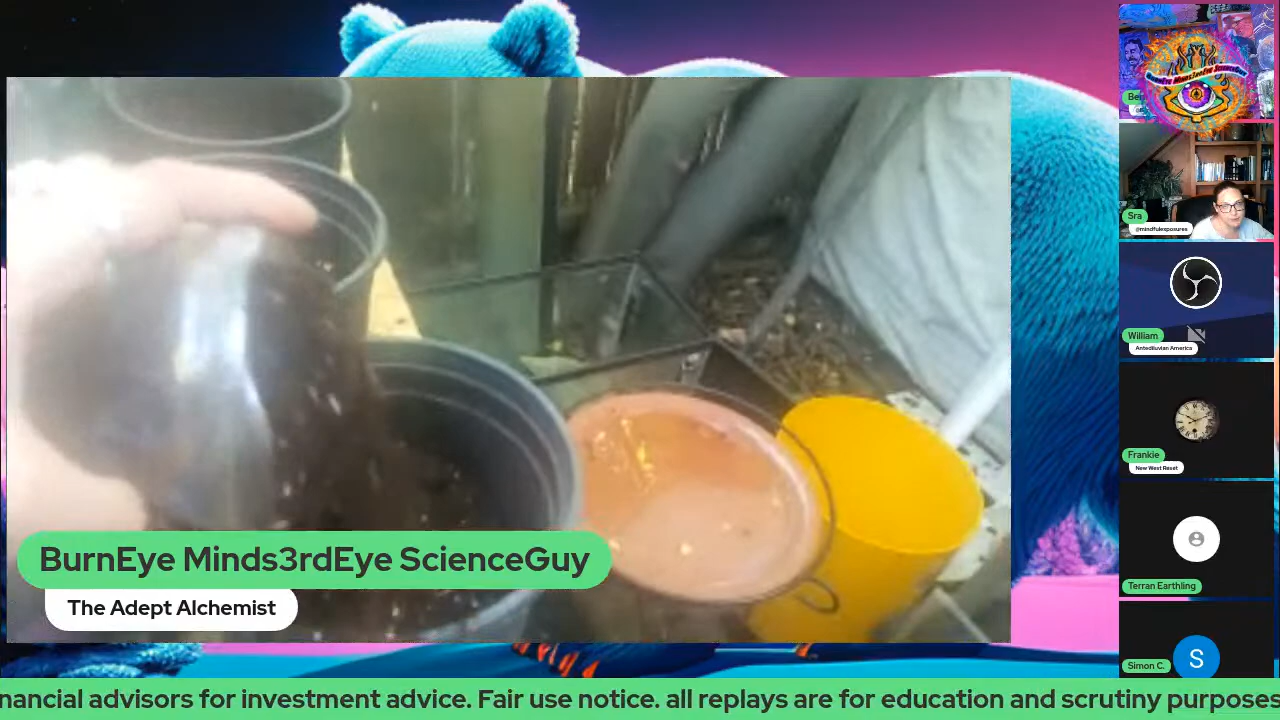 BurnEye Minds3rdEye ScienceGuy
The Adept Alchemist
nancial advisors for investment advice. Fair use notice. all replays are for education and scrutiny purposes
Sra
@mindfulexposures
William
Antediluvian America
Frankie
New West Reset
Terran Earthling
Simon C.
S